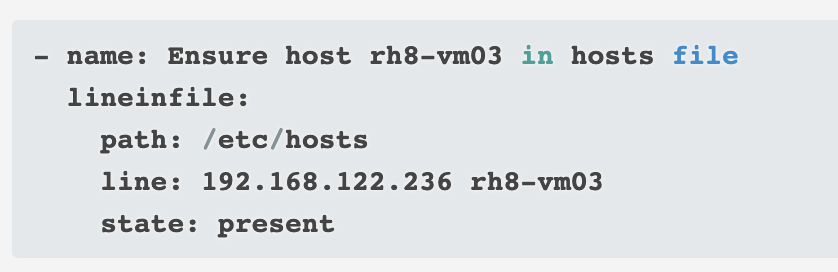 - name: Ensure host rh8-vm03 in hosts file
  lineinfile:
    path: /etc/hosts
    line: 192.168.122.236 rh8-vm03
    state: present